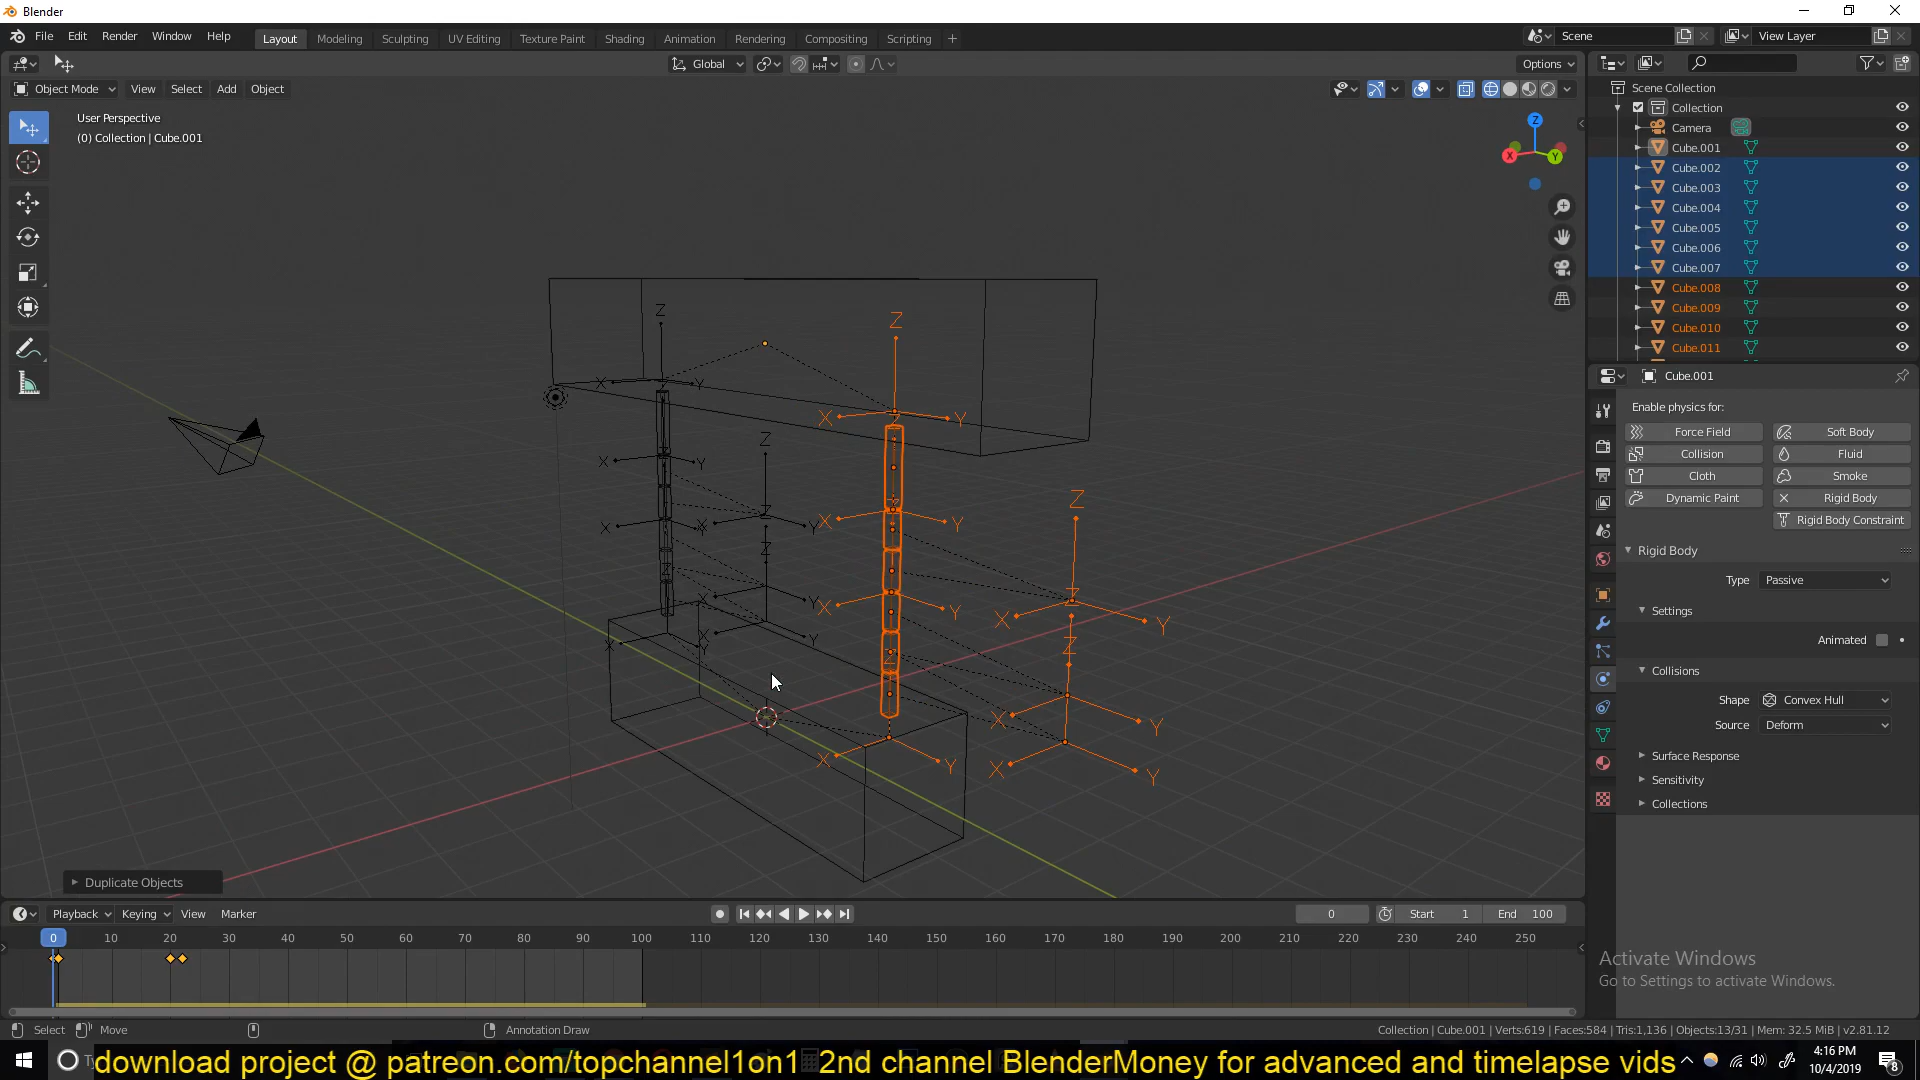 Blender
File Edit Render Window Help
Layout Modeling Sculpting UV Editing Texture Paint Shading Animation Rendering Compositing Scripting +
Scene
View Layer
Global
Options
Object Mode View Select Add Object
User Perspective
(0) Collection | Cube.001
Scene Collection
Collection
Camera
Cube.001
Cube.002
Cube.003
Cube.004
Cube.005
Cube.006
Cube.007
Cube.008
Cube.009
Cube.010
Cube.011
Cube.001
Enable physics for:
Force Field Soft Body
Collision Fluid
Cloth Smoke
Dynamic Paint Rigid Body
Rigid Body Constraint
Rigid Body
Type Passive
Settings
Animated
Collisions
Shape Convex Hull
Source Deform
Surface Response
Sensitivity
Collections
Duplicate Objects
Playback Keying View Marker
0 Start 1 End 100
0 10 20 30 40 50 60 70 80 90 100 110 120 130 140 150 160 170 180 190 200 210 220 230 240 250
Activate Windows
Go to Settings to activate Windows.
Select Move Annotation Draw
Collection | Cube.001 | Verts:619 | Faces:584 | Tris:1,136 | Objects:13/31 | Mem: 32.5 MiB | v2.81.12
download project @ patreon.com/topchannel1on1 2nd channel BlenderMoney for advanced and timelapse vids
4:16 PM
10/4/2019
8